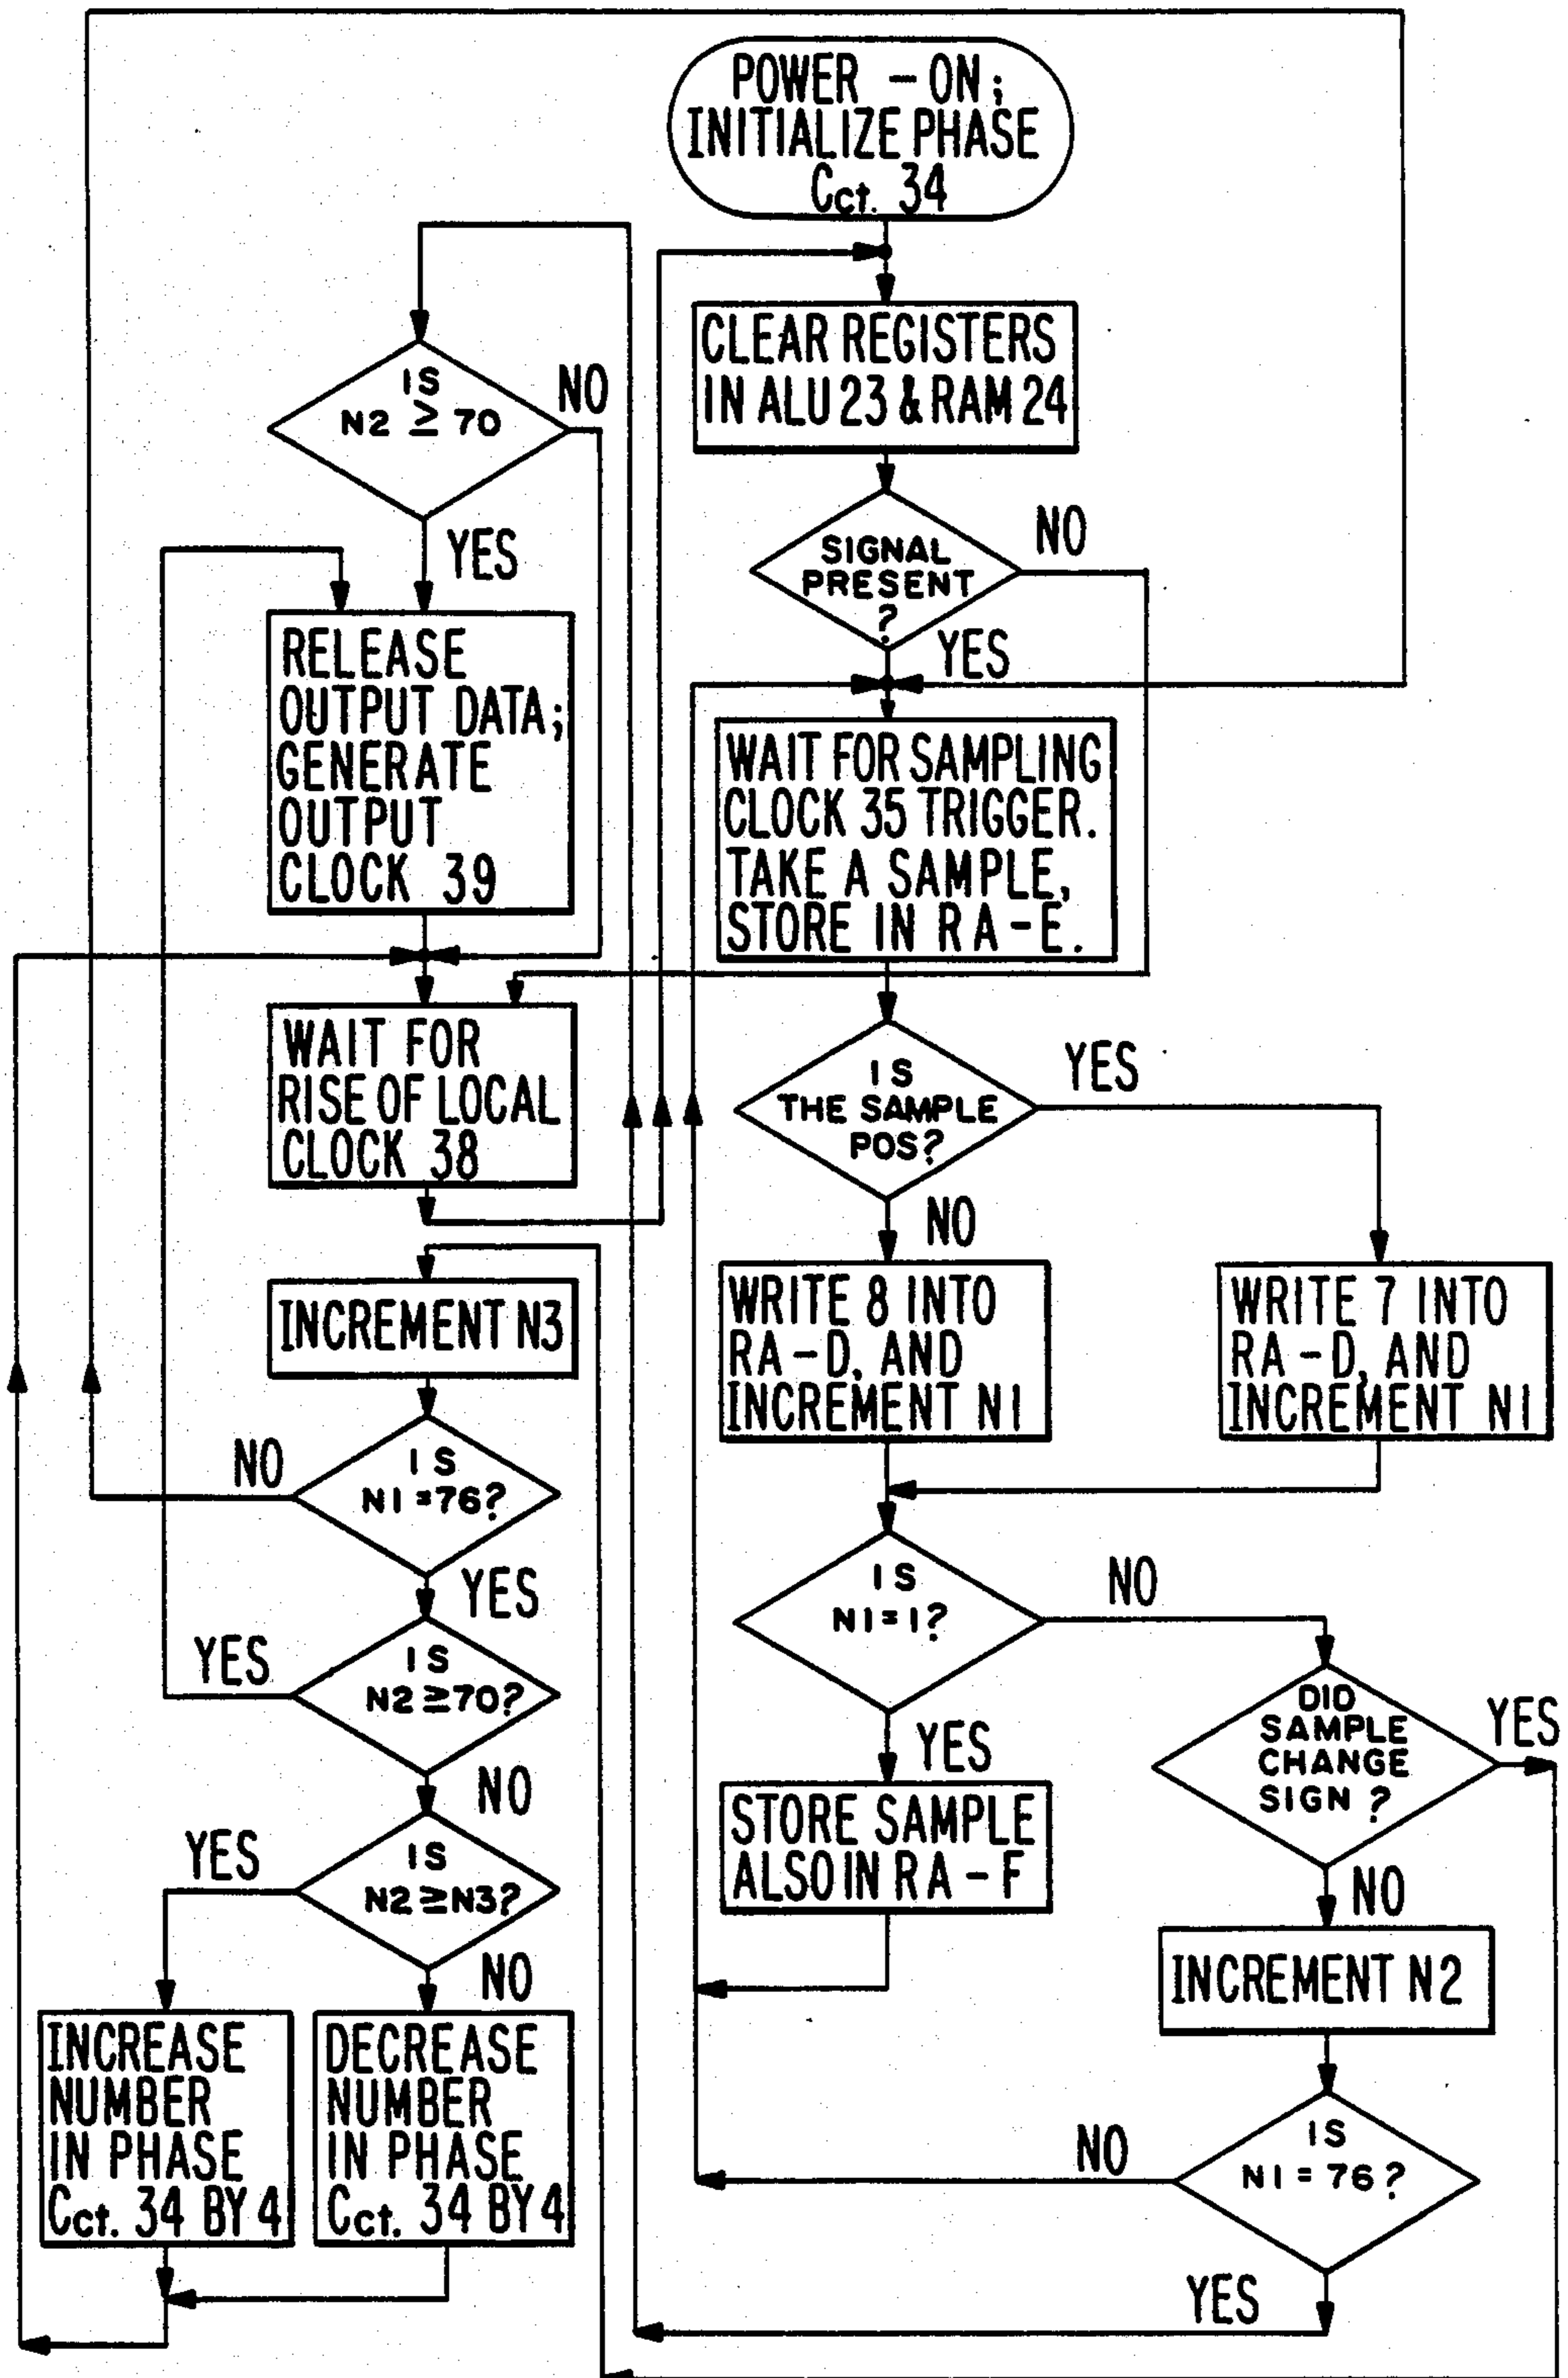 POWER - ON;
INITIALIZE PHASE
Cct. 34
CLEAR REGISTERS
IN ALU 23 & RAM 24
SIGNAL
PRESENT
?
NO
YES
WAIT FOR SAMPLING
CLOCK 35 TRIGGER.
TAKE A SAMPLE,
STORE IN RA-E.
IS
THE SAMPLE
POS?
YES
NO
WRITE 8 INTO
RA-D, AND
INCREMENT N1
WRITE 7 INTO
RA-D, AND
INCREMENT N1
IS
N1=1?
NO
YES
STORE SAMPLE
ALSO IN RA-F
DID
SAMPLE
CHANGE
SIGN ?
YES
NO
INCREMENT N2
IS
N1 = 76?
NO
YES
IS
N2 ≥ 70
NO
YES
RELEASE
OUTPUT DATA;
GENERATE
OUTPUT
CLOCK 39
WAIT FOR
RISE OF LOCAL
CLOCK 38
INCREMENT N3
IS
N1=76?
NO
YES
IS
N2≥70?
YES
NO
IS
N2≥N3?
YES
NO
INCREASE
NUMBER
IN PHASE
Cct. 34 BY 4
DECREASE
NUMBER
IN PHASE
Cct. 34 BY 4